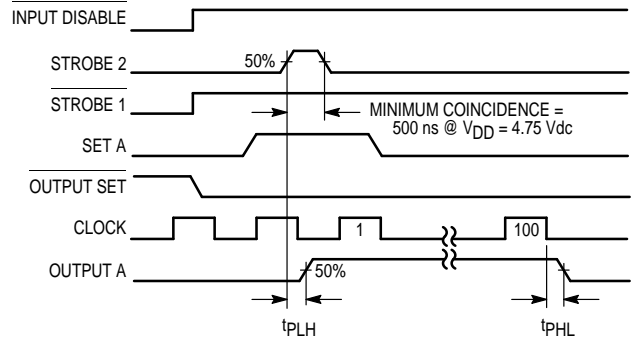 INPUT DISABLE
STROBE 2
50%
STROBE 1
MINIMUM COINCIDENCE =
500 ns @ VDD = 4.75 Vdc
SET A
OUTPUT SET
CLOCK
1
100
OUTPUT A
50%
tPLH
tPHL